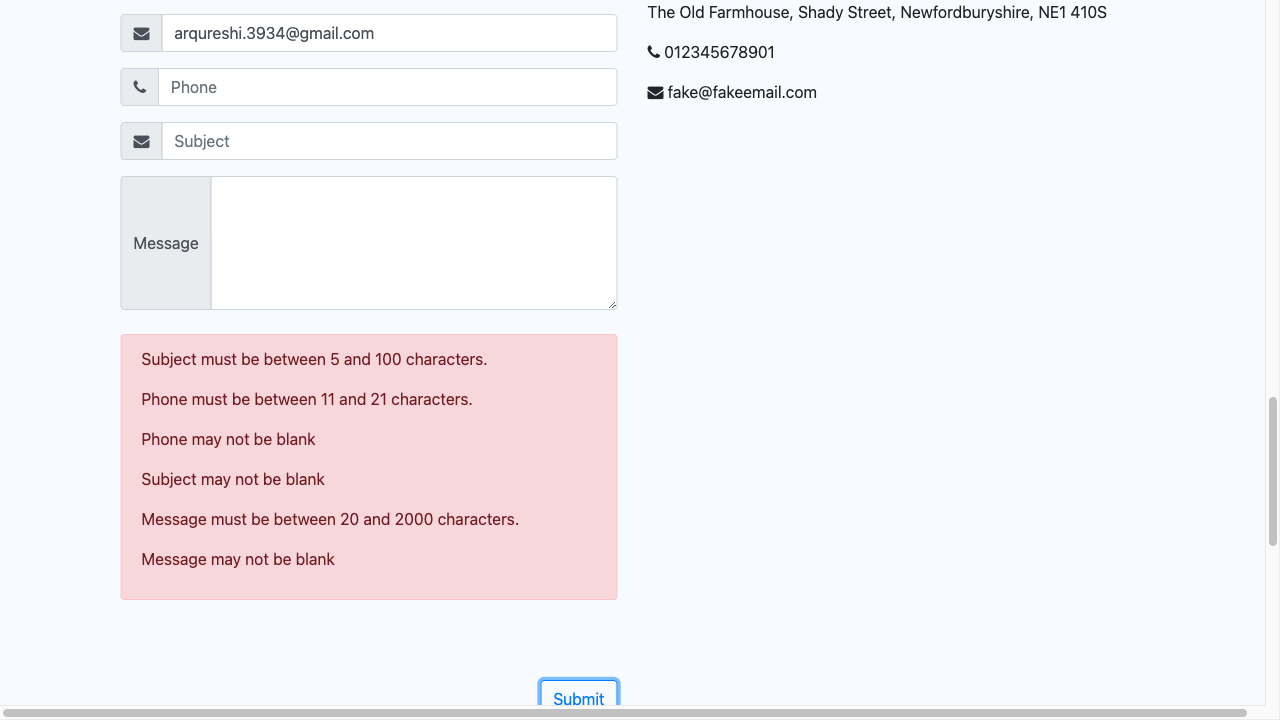 arqureshi.3934@gmail.com
Phone
Subject
Message
Subject must be between 5 and 100 characters.
Phone must be between 11 and 21 characters.
Phone may not be blank
Subject may not be blank
Message must be between 20 and 2000 characters.
Message may not be blank
Submit
The Old Farmhouse, Shady Street, Newfordburyshire, NE1 410S
012345678901
fake@fakeemail.com